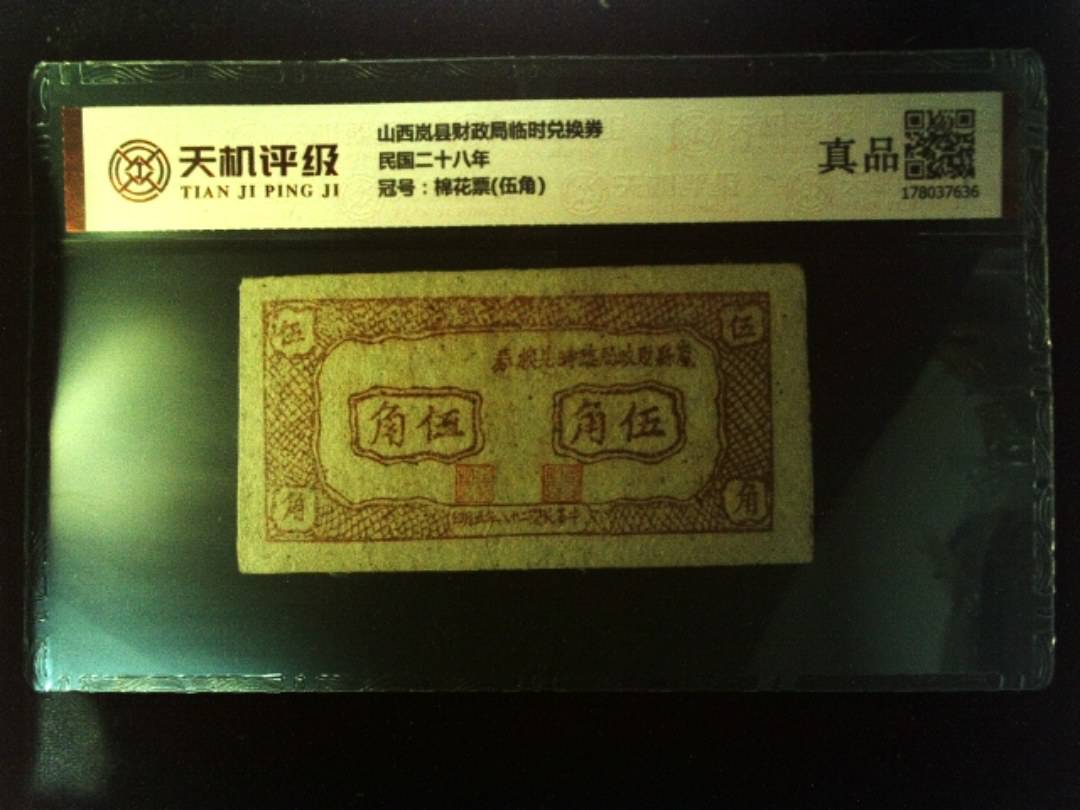 天机评级
TIAN JI PING JI
山西岚县财政局临时兑换券
民国二十八年
冠号：棉花票(伍角)
真品
178037636
伍
伍
角伍
角伍
角
角